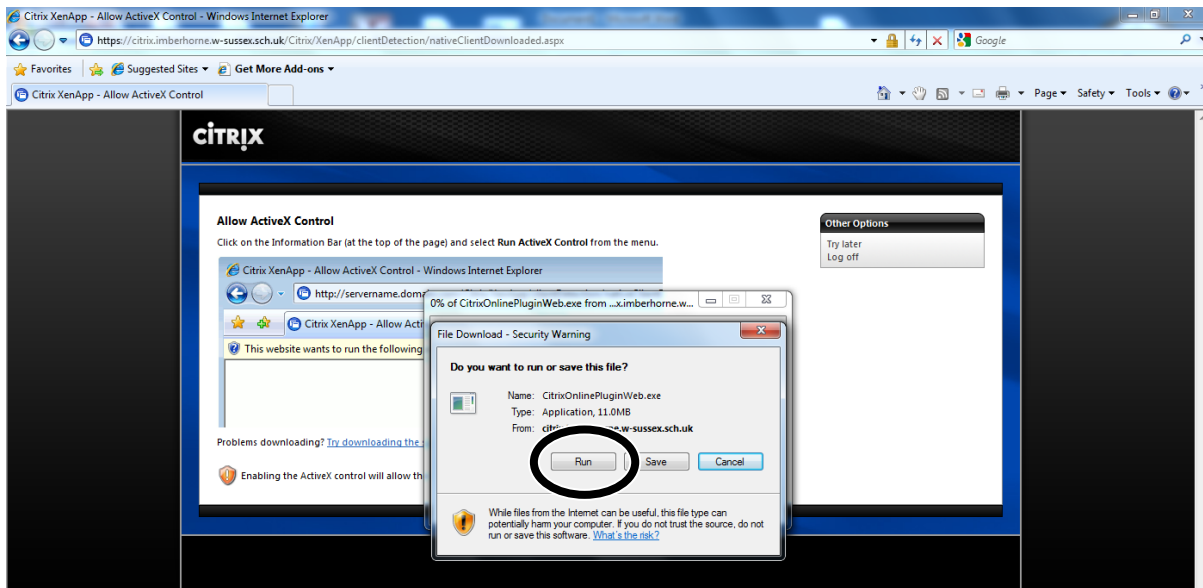 Citrix XenApp - Allow ActiveX Control - Windows Internet Explorer
https://citrix.imberhorne.w-sussex.sch.uk/Citrix/XenApp/clientDetection/nativeClientDownloaded.aspx
Google
Favorites
Suggested Sites
Get More Add-ons
Citrix XenApp - Allow ActiveX Control
Page
Safety
Tools
CITRIX
Allow ActiveX Control
Click on the Information Bar (at the top of the page) and select Run ActiveX Control from the menu.
Other Options
Try later
Log off
Citrix XenApp - Allow ActiveX Control - Windows Internet Explorer
http://servername.doma
Citrix XenApp - Allow Acti
This website wants to run the following
Problems downloading? Try downloading the
Enabling the ActiveX control will allow th
0% of CitrixOnlinePluginWeb.exe from ...x.imberhorne.w...
File Download - Security Warning
Do you want to run or save this file?
Name: CitrixOnlinePluginWeb.exe
Type: Application, 11.0MB
From: citr ne.w-sussex.sch.uk
Run
Save
Cancel
While files from the Internet can be useful, this file type can
potentially harm your computer. If you do not trust the source, do not
run or save this software. What's the risk?